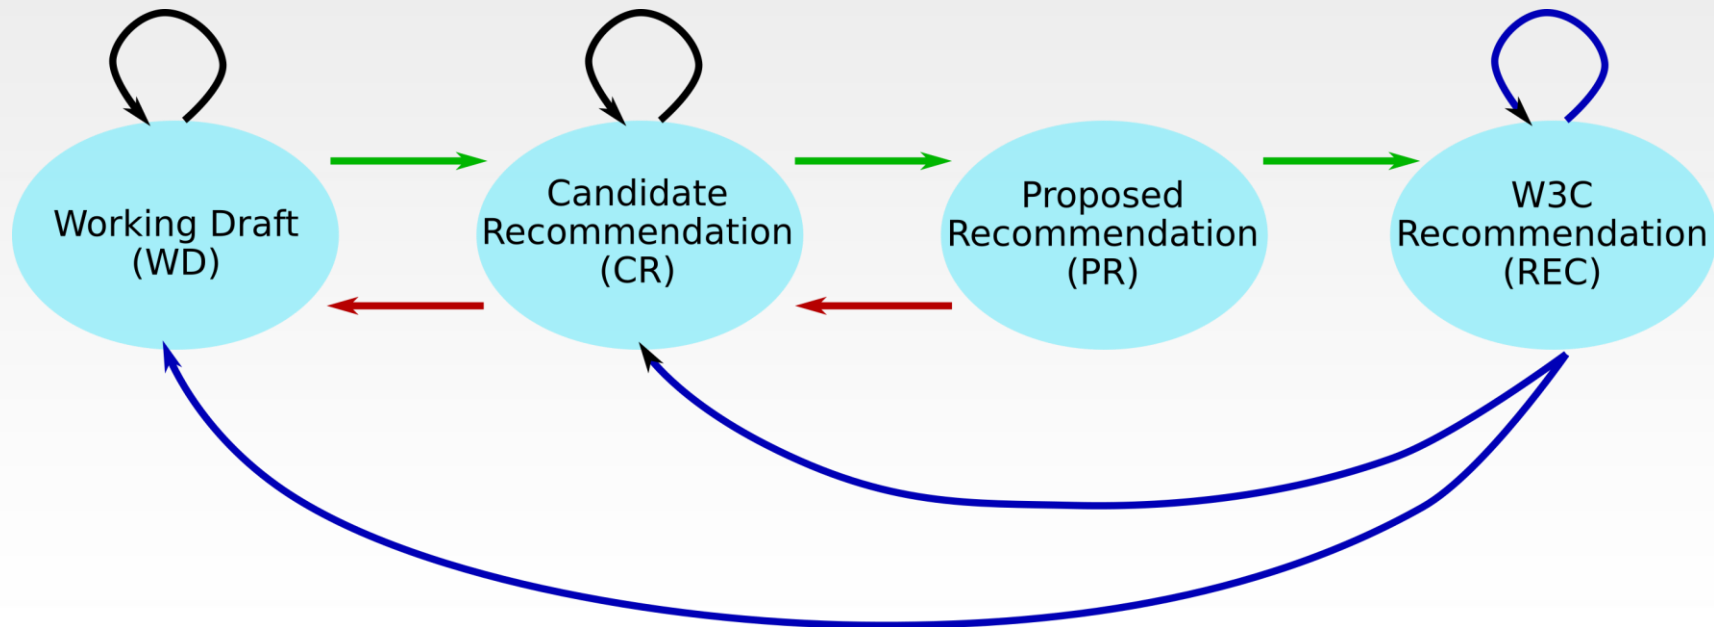 Working Draft
(WD)
Candidate
Recommendation
(CR)
Proposed
Recommendation
(PR)
W3C
Recommendation
(REC)